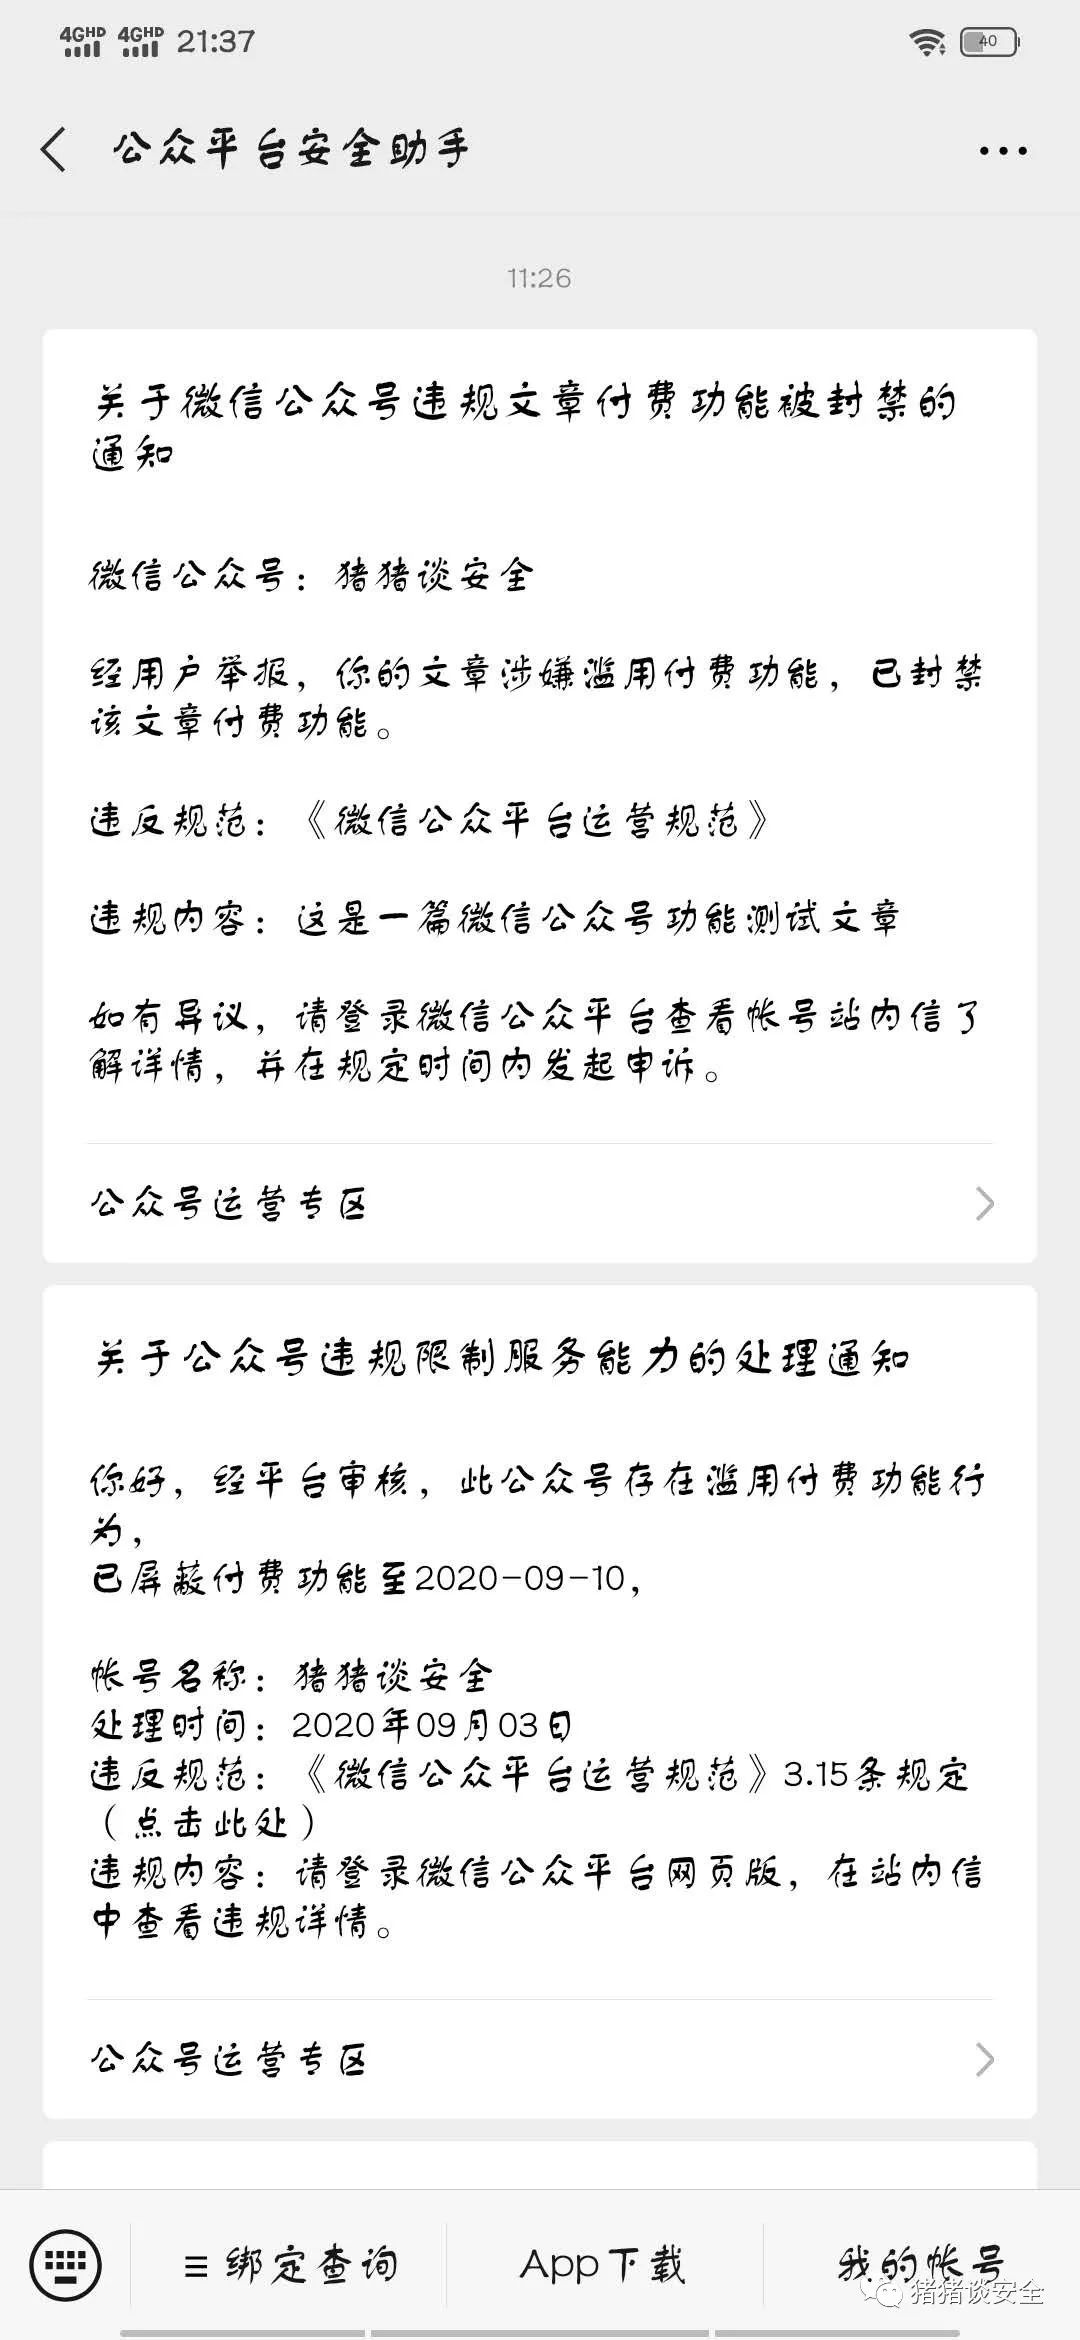 4GHD 4GHD 21:37 40
公众平台安全助手
11:26
关于微信公众号违规文章付费功能被封禁的
通知
微信公众号：猪猪谈安全
经用户举报，你的文章涉嫌滥用付费功能，已封禁
该文章付费功能。
违反规范：《微信公众平台运营规范》
违规内容：这是一篇微信公众号功能测试文章
如有异议，请登录微信公众平台查看帐号站内信了
解详情，并在规定时间内发起申诉。
公众号运营专区
关于公众号违规限制服务能力的处理通知
你好，经平台审核，此公众号存在滥用付费功能行
为，
已屏蔽付费功能至2020-09-10，
帐号名称：猪猪谈安全
处理时间：2020年09月03日
违反规范：《微信公众平台运营规范》3.15条规定
（点击此处）
违规内容：请登录微信公众平台网页版，在站内信
中查看违规详情。
公众号运营专区
绑定查询 App下载 我的帐号
猪猪谈安全